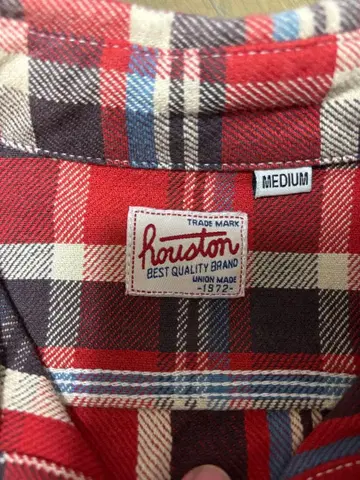 MEDIUM
TRADE MARK
houston
BEST QUALITY BRAND
UNION MADE
-1972-